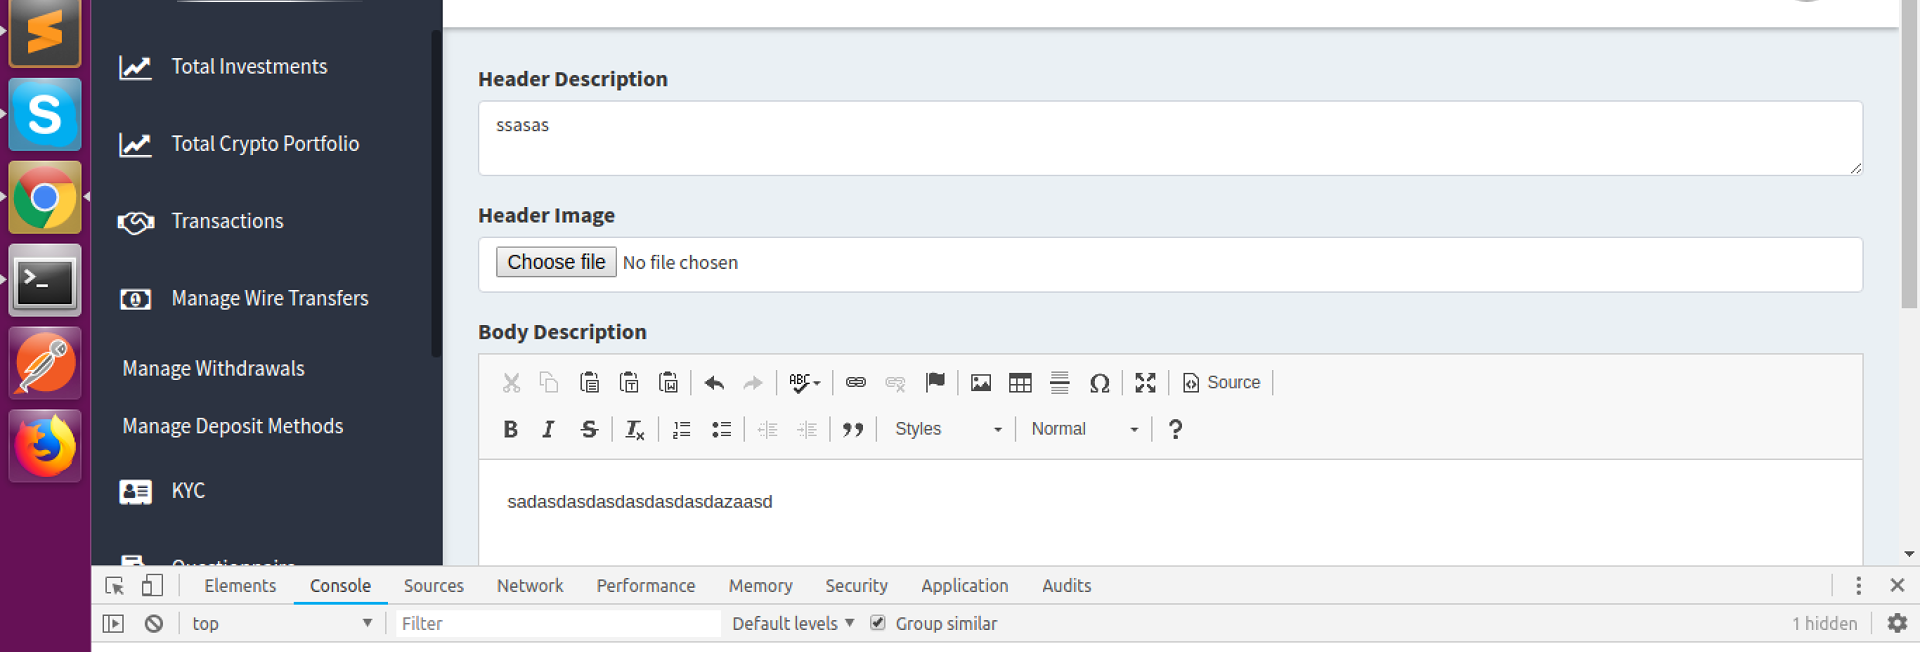 Total Investments
Total Crypto Portfolio
Transactions
Manage Wire Transfers
Manage Withdrawals
Manage Deposit Methods
KYC
Questionnaire
Header Description
ssasas
Header Image
Choose file No file chosen
Body Description
ABC Source
Styles Normal ?
sadasdasdasdasdasdasdazaasd
Elements Console Sources Network Performance Memory Security Application Audits
top Filter Default levels Group similar 1 hidden